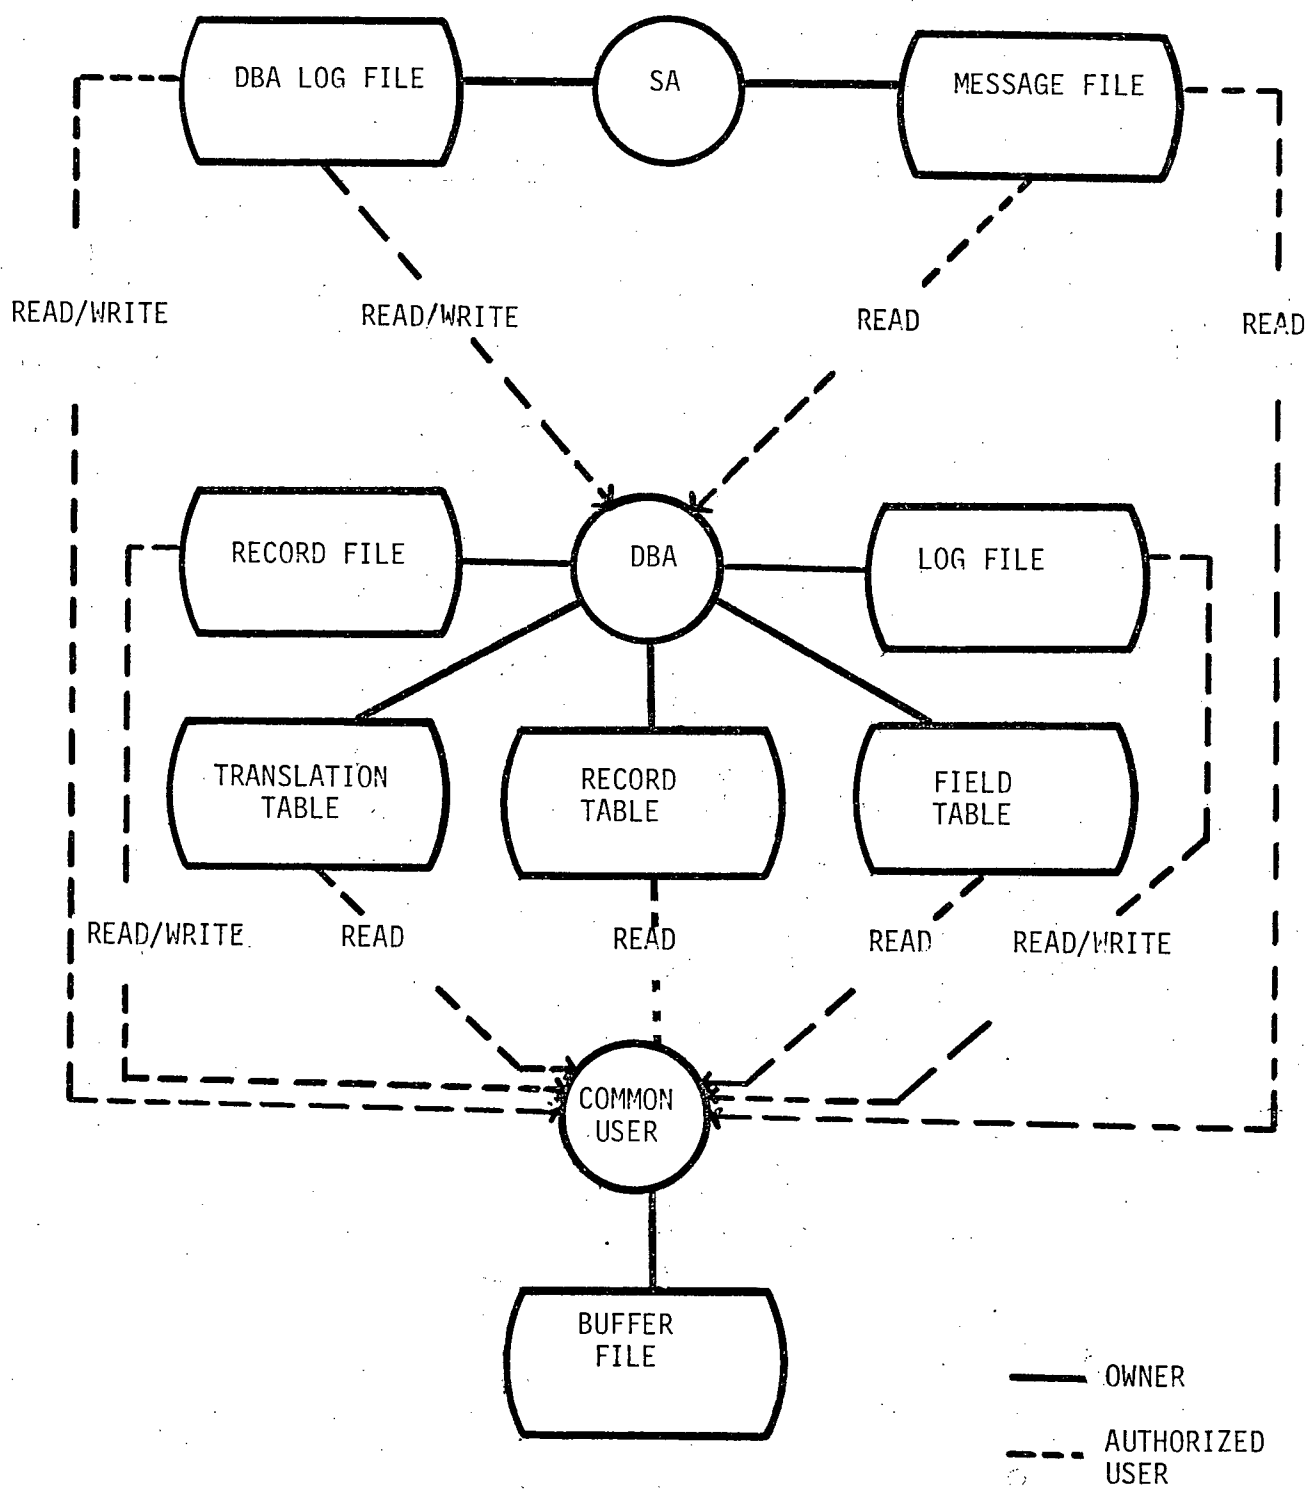 DBA LOG FILE
SA
MESSAGE FILE
READ/WRITE
READ/WRITE
READ
READ
RECORD FILE
DBA
LOG FILE
TRANSLATION
TABLE
RECORD
TABLE
FIELD
TABLE
READ/WRITE
READ
READ
READ
READ/WRITE
COMMON
USER
BUFFER
FILE
OWNER
AUTHORIZED
USER